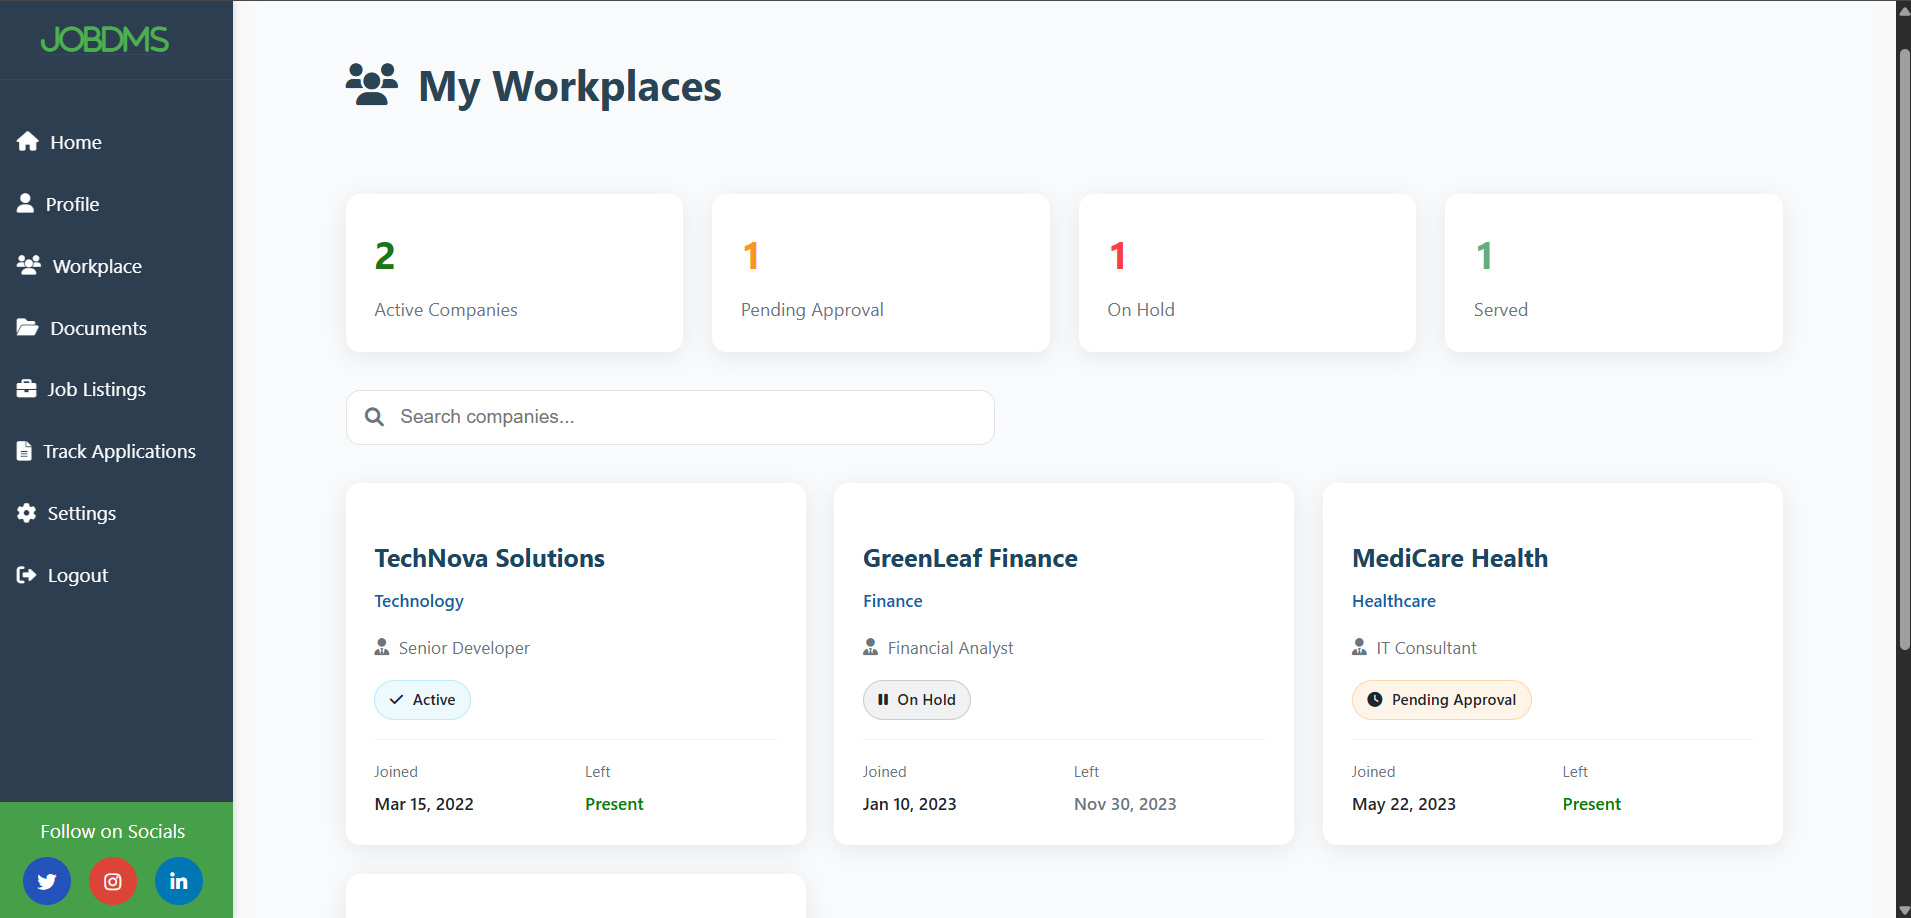 JOBDMS
Home
Profile
Workplace
Documents
Job Listings
Track Applications
Settings
Logout
Follow on Socials
My Workplaces
2
Active Companies
1
Pending Approval
1
On Hold
1
Served
Search companies...
TechNova Solutions
Technology
Senior Developer
Active
Joined
Mar 15, 2022
Left
Present
GreenLeaf Finance
Finance
Financial Analyst
On Hold
Joined
Jan 10, 2023
Left
Nov 30, 2023
MediCare Health
Healthcare
IT Consultant
Pending Approval
Joined
May 22, 2023
Left
Present